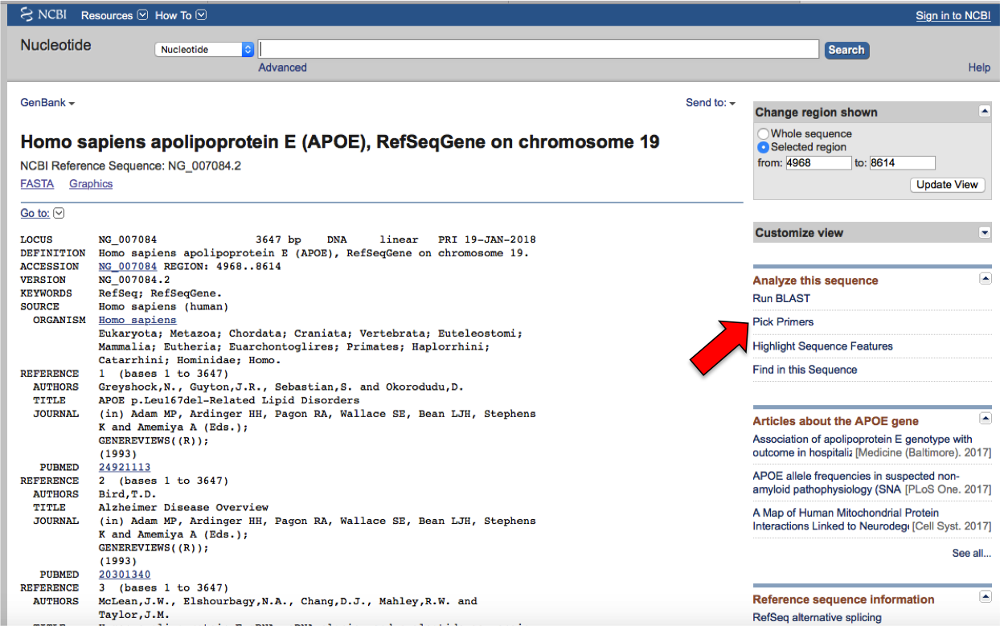 NCBI Resources How To Sign in to NCBI
Nucleotide Nucleotide Search
Advanced
Help
GenBank Send to:
Homo sapiens apolipoprotein E (APOE), RefSeqGene on chromosome 19
NCBI Reference Sequence: NG_007084.2
FASTA Graphics
Go to:
LOCUS NG_007084 3647 bp DNA linear PRI 19-JAN-2018
DEFINITION Homo sapiens apolipoprotein E (APOE), RefSeqGene on chromosome 19.
ACCESSION NG_007084 REGION: 4968..8614
VERSION NG_007084.2
KEYWORDS RefSeq; RefSeqGene.
SOURCE Homo sapiens (human)
ORGANISM Homo sapiens
Eukaryota; Metazoa; Chordata; Craniata; Vertebrata; Euteleostomi;
Mammalia; Eutheria; Euarchontoglires; Primates; Haplorrhini;
Catarrhini; Hominidae; Homo.
REFERENCE 1 (bases 1 to 3647)
AUTHORS Greyshock,N., Guyton,J.R., Sebastian,S. and Okorodudu,D.
TITLE APOE p.Leu167del-Related Lipid Disorders
JOURNAL (in) Adam MP, Ardinger HH, Pagon RA, Wallace SE, Bean LJH, Stephens
K and Amemiya A (Eds.);
GENEREVIEWS((R));
(1993)
PUBMED 24921113
REFERENCE 2 (bases 1 to 3647)
AUTHORS Bird,T.D.
TITLE Alzheimer Disease Overview
JOURNAL (in) Adam MP, Ardinger HH, Pagon RA, Wallace SE, Bean LJH, Stephens
K and Amemiya A (Eds.);
GENEREVIEWS((R));
(1993)
PUBMED 20301340
REFERENCE 3 (bases 1 to 3647)
AUTHORS McLean,J.W., Elshourbagy,N.A., Chang,D.J., Mahley,R.W. and
Taylor,J.M.
Change region shown
Whole sequence
Selected region
from: 4968 to: 8614
Update View
Customize view
Analyze this sequence
Run BLAST
Pick Primers
Highlight Sequence Features
Find in this Sequence
Articles about the APOE gene
Association of apolipoprotein E genotype with
outcome in hospitaliz [Medicine (Baltimore). 2017]
APOE allele frequencies in suspected non-
amyloid pathophysiology (SNA [PLoS One. 2017]
A Map of Human Mitochondrial Protein
Interactions Linked to Neurodege [Cell Syst. 2017]
See all...
Reference sequence information
RefSeq alternative splicing